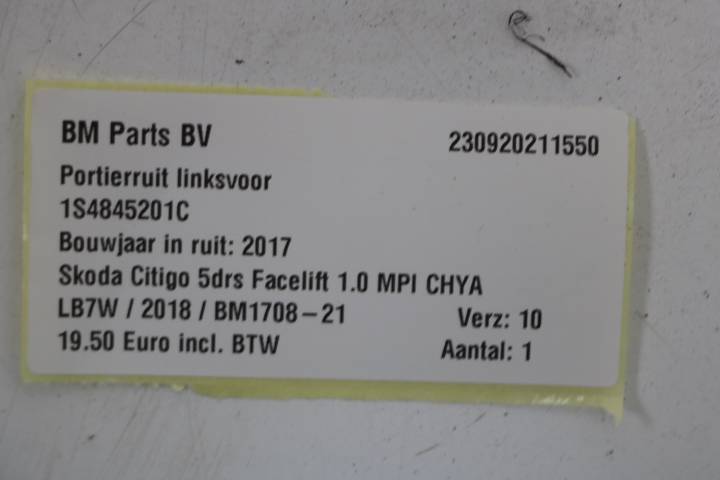 BM Parts BV 230920211550
Portierruit linksvoor
1S4845201C
Bouwjaar in ruit: 2017
Skoda Citigo 5drs Facelift 1.0 MPI CHYA
LB7W / 2018 / BM1708-21 Verz: 10
19.50 Euro incl. BTW Aantal: 1